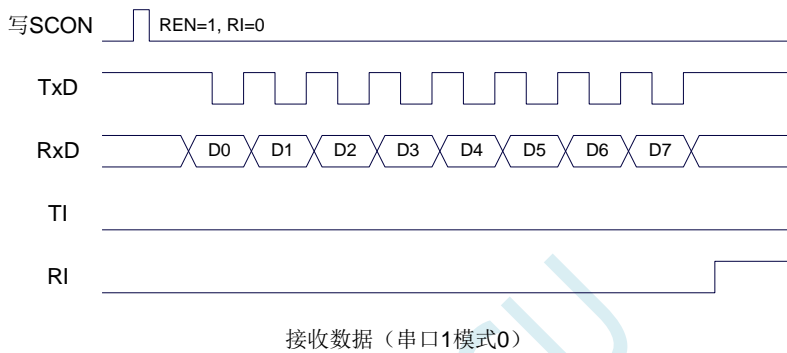 写SCON REN=1, RI=0
TxD
RxD D0 D1 D2 D3 D4 D5 D6 D7
TI
RI
接收数据（串口1模式0）